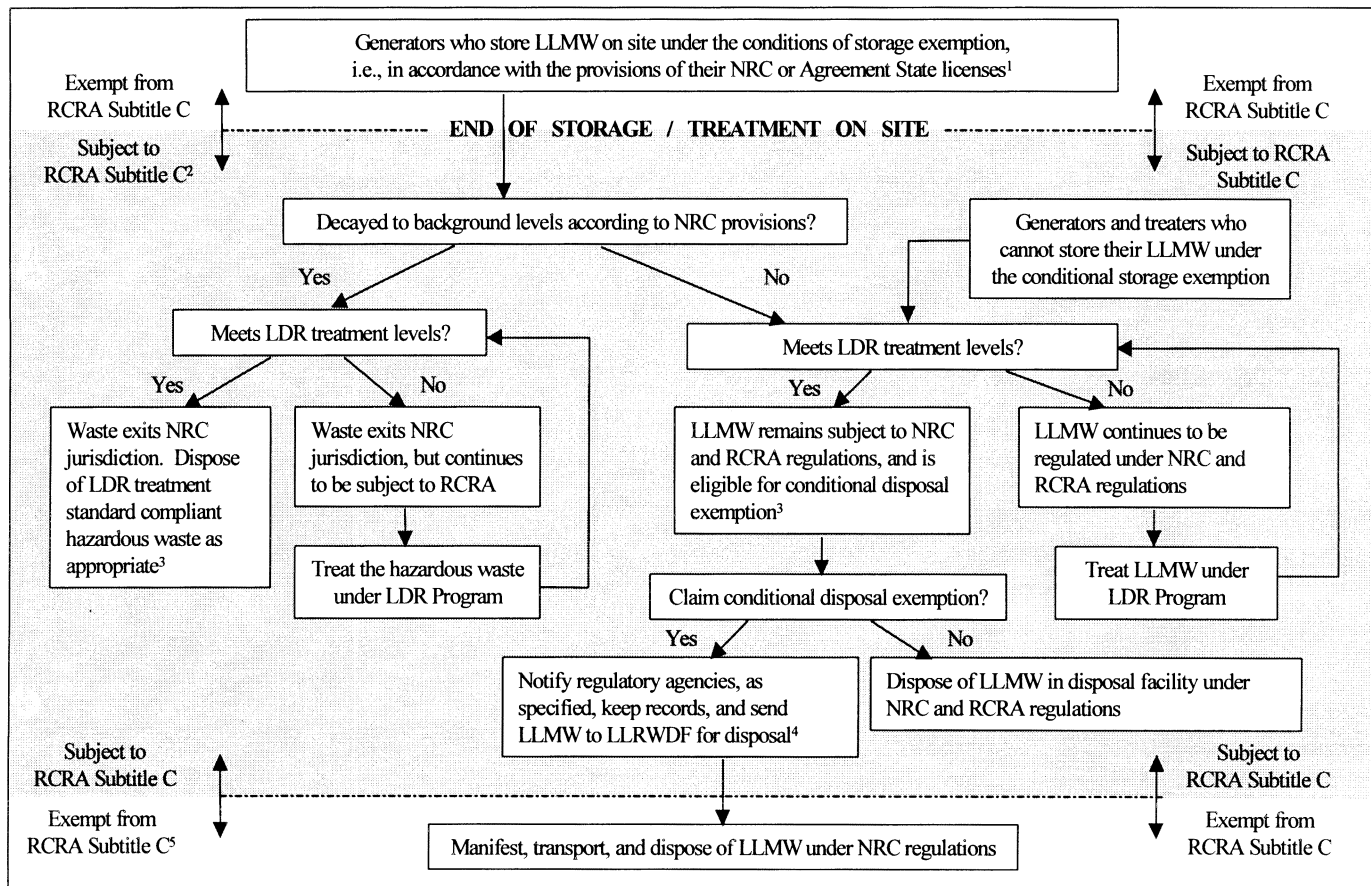 Generators who store LLMW on site under the conditions of storage exemption,
i.e., in accordance with the provisions of their NRC or Agreement State licenses¹
Exempt from
RCRA Subtitle C
Exempt from
RCRA Subtitle C
END OF STORAGE / TREATMENT ON SITE
Subject to
RCRA Subtitle C²
Subject to RCRA
Subtitle C
Decayed to background levels according to NRC provisions?
Generators and treaters who
cannot store their LLMW under
the conditional storage exemption
Yes
No
Meets LDR treatment levels?
Meets LDR treatment levels?
Yes
No
Yes
No
Waste exits NRC
jurisdiction. Dispose
of LDR treatment
standard compliant
hazardous waste as
appropriate³
Waste exits NRC
jurisdiction, but continues
to be subject to RCRA
LLMW remains subject to NRC
and RCRA regulations, and is
eligible for conditional disposal
exemption³
LLMW continues to be
regulated under NRC and
RCRA regulations
Treat the hazardous waste
under LDR Program
Treat LLMW under
LDR Program
Claim conditional disposal exemption?
Yes
No
Notify regulatory agencies, as
specified, keep records, and send
LLMW to LLRWDF for disposal⁴
Dispose of LLMW in disposal facility under
NRC and RCRA regulations
Subject to
RCRA Subtitle C
Subject to
RCRA Subtitle C
Exempt from
RCRA Subtitle C⁵
Exempt from
RCRA Subtitle C
Manifest, transport, and dispose of LLMW under NRC regulations